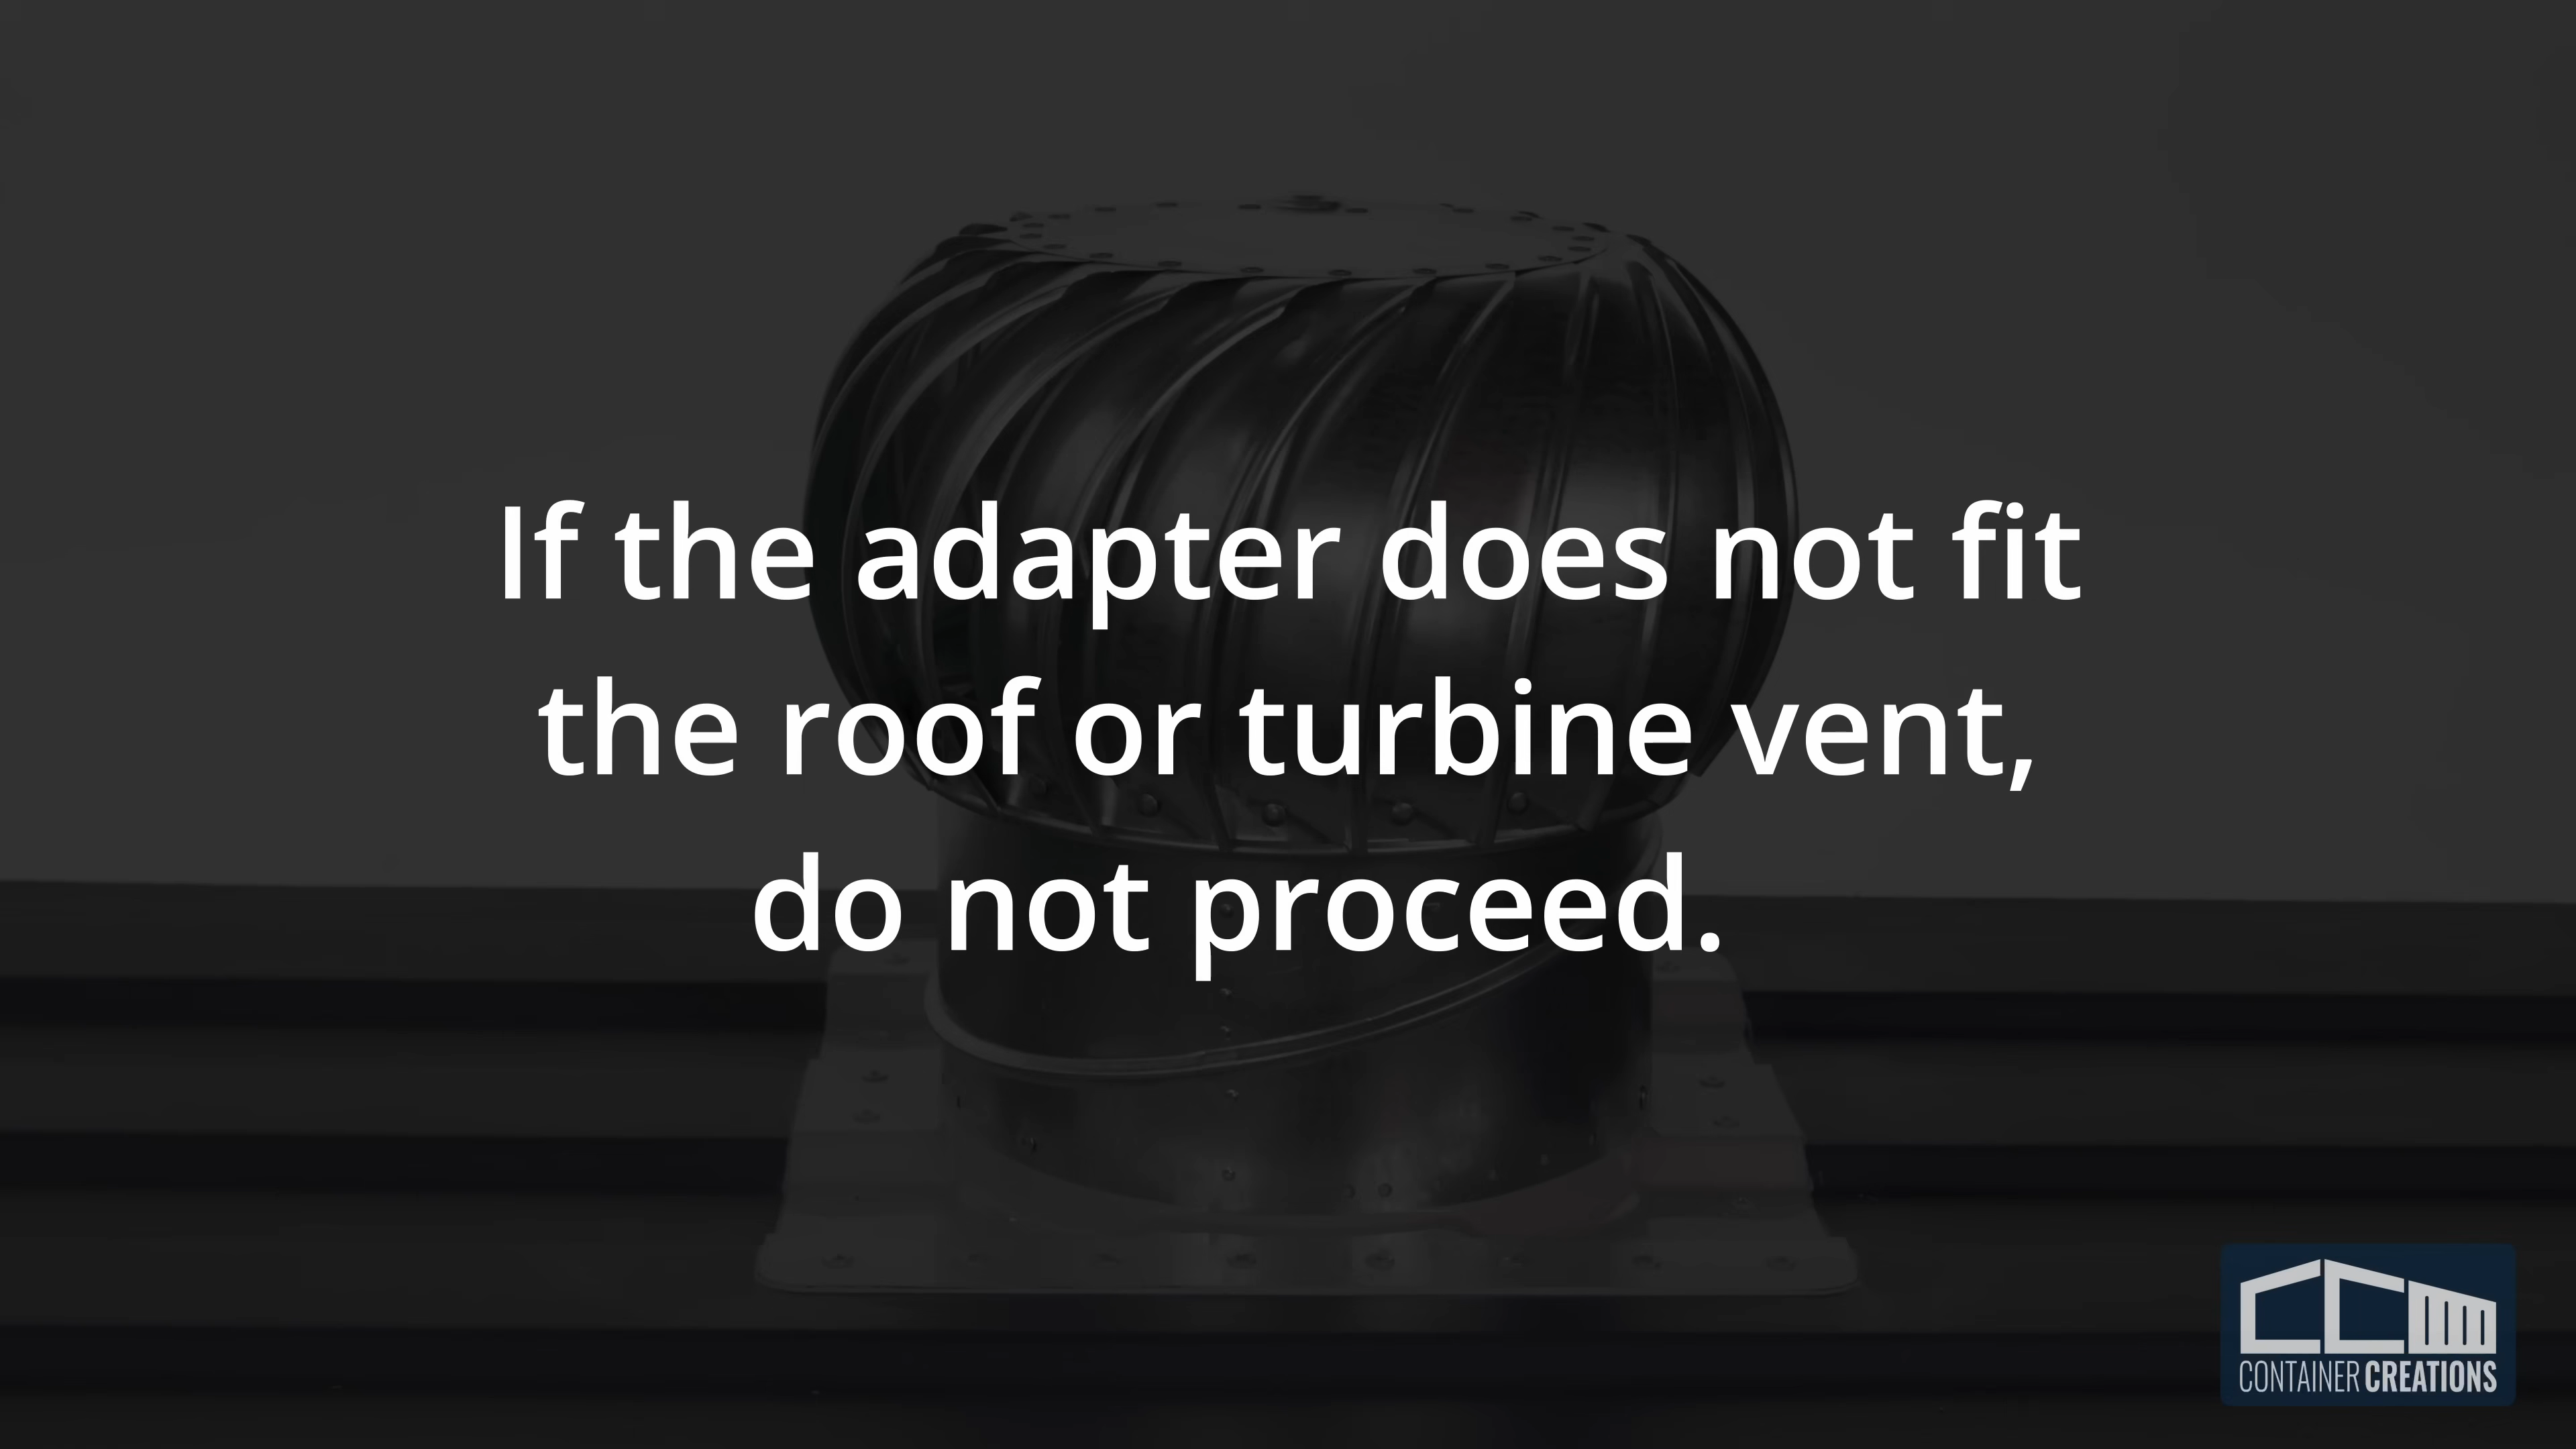 If the adapter does not fit
the roof or turbine vent,
do not proceed.
CONTAINER CREATIONS